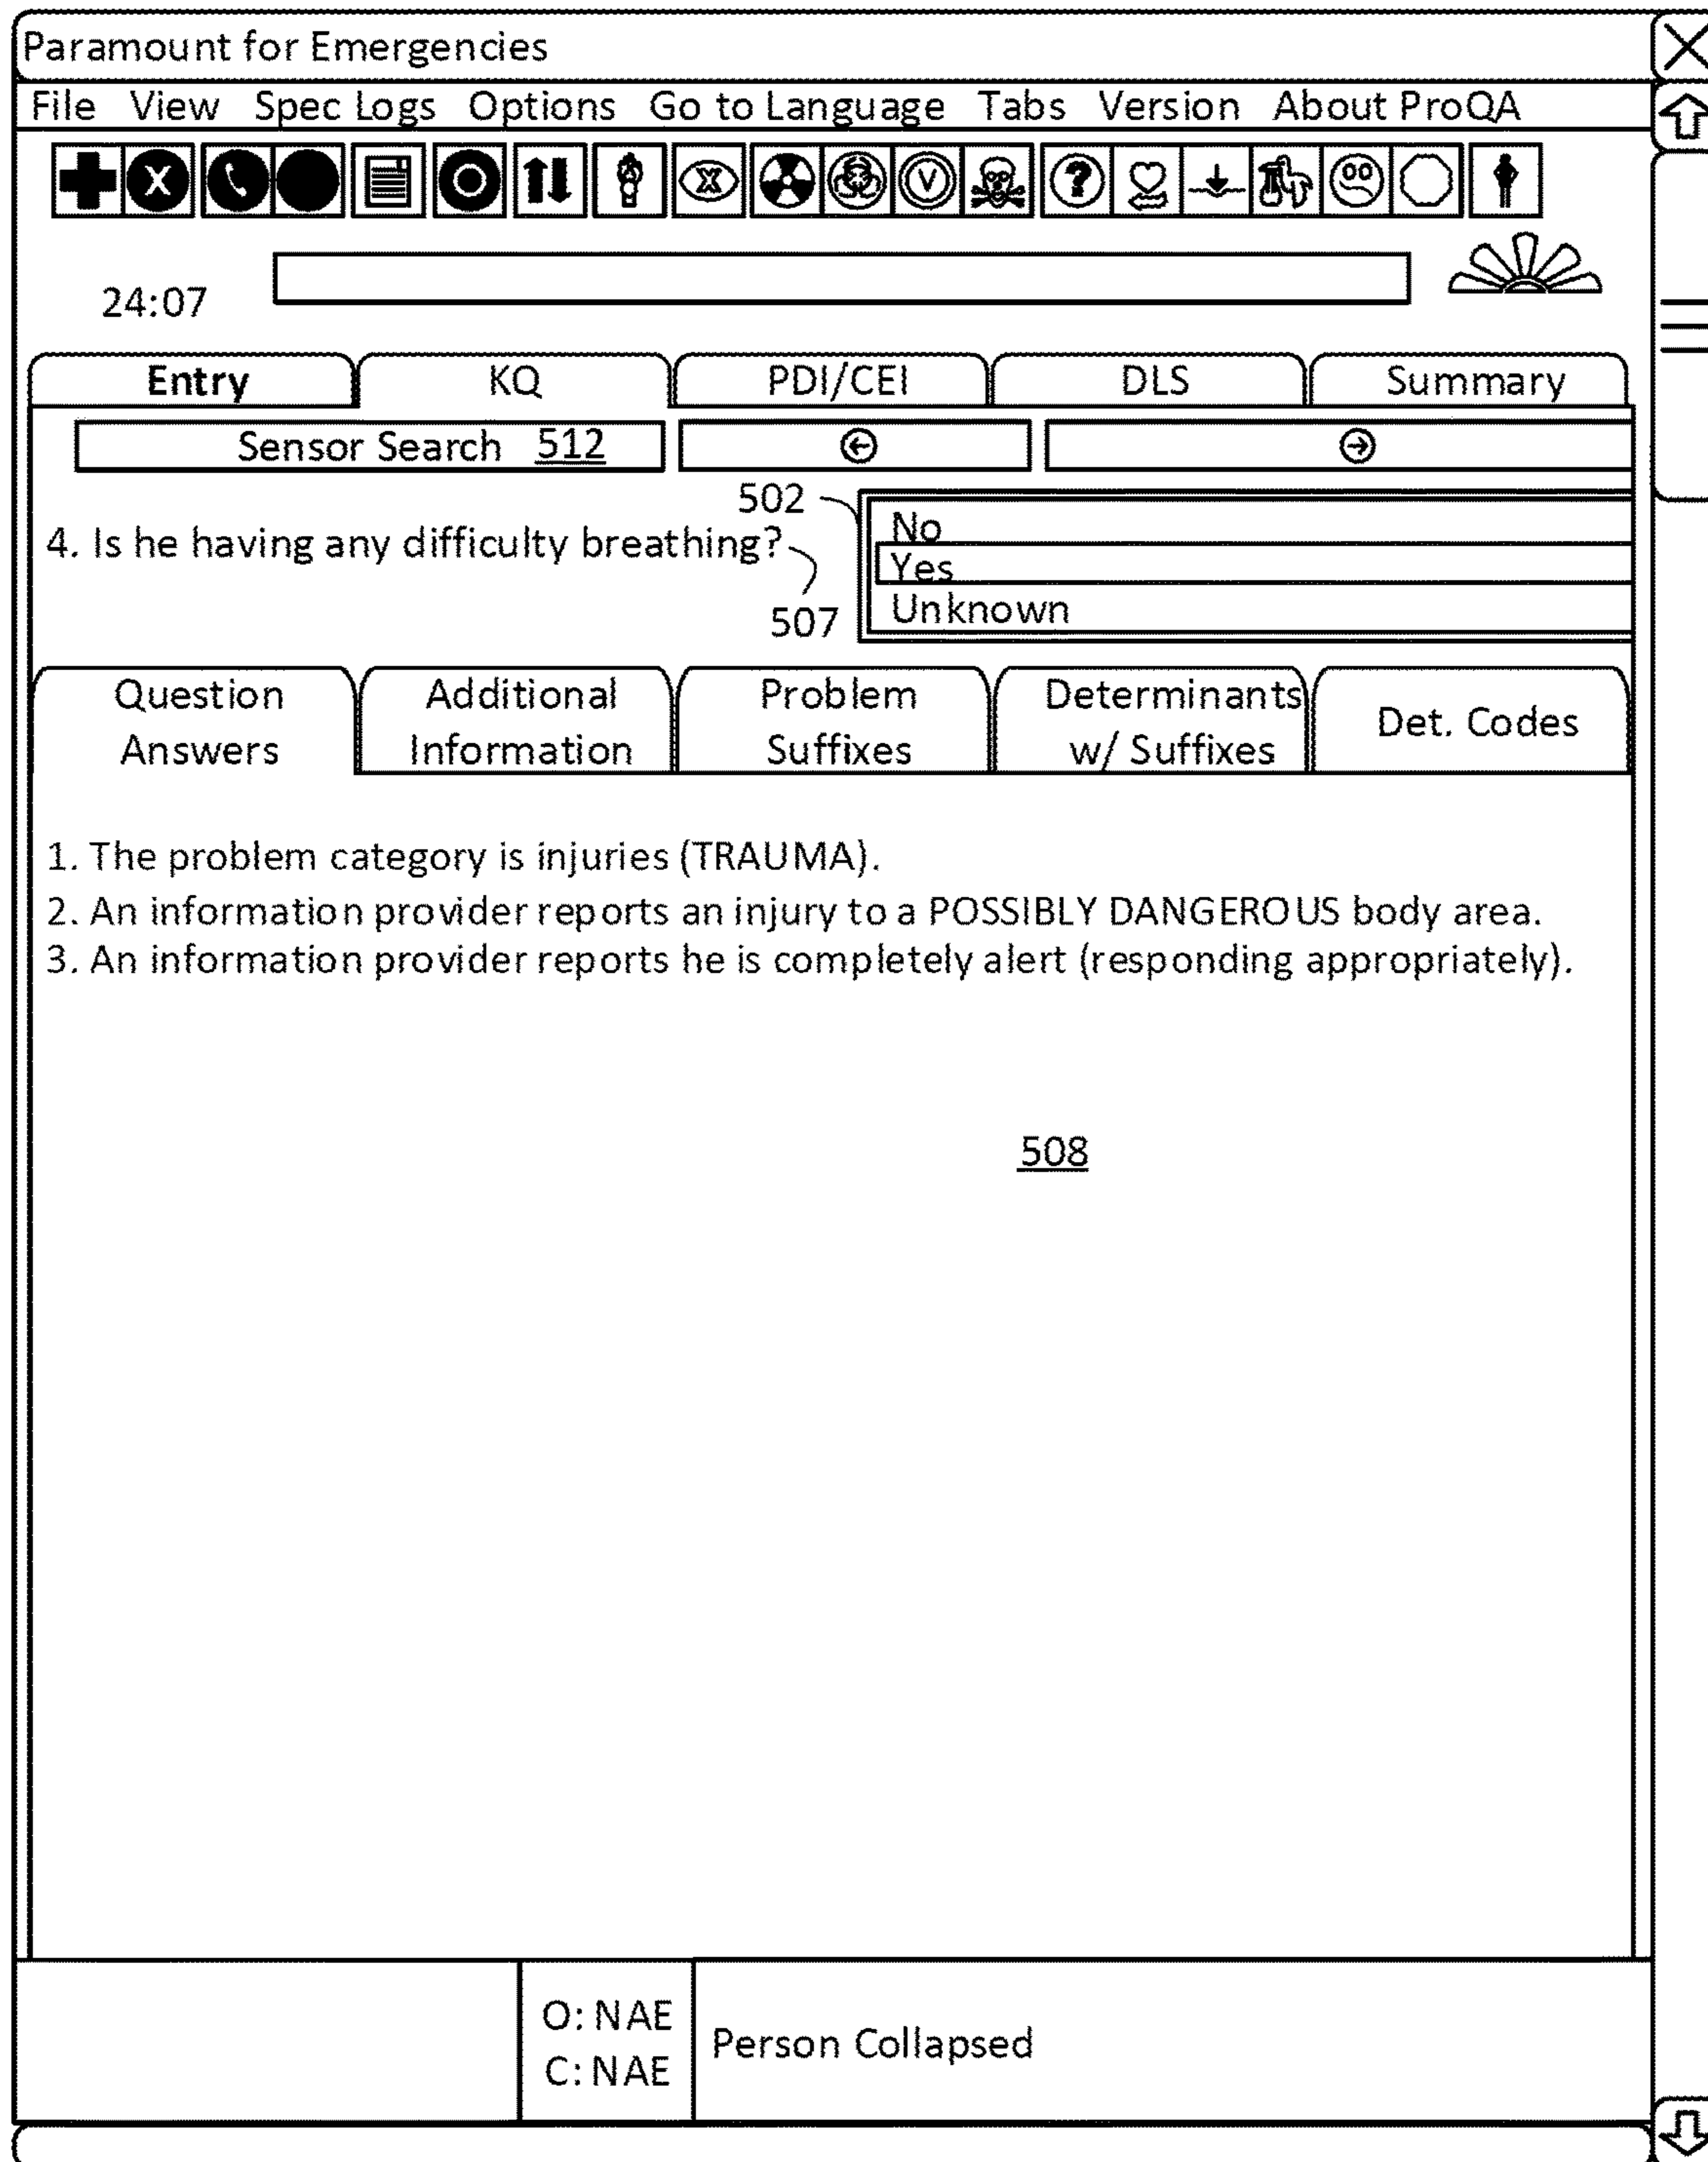 Paramount for Emergencies
File View Spec Logs Options Go to Language Tabs Version About ProQA
X
V
?
24:07
Entry KQ PDI/CEI DLS Summary
Sensor Search 512
502
4. Is he having any difficulty breathing?
507
No
Yes
Unknown
Question Answers
Additional Information
Problem Suffixes
Determinants w/ Suffixes
Det. Codes
1. The problem category is injuries (TRAUMA).
2. An information provider reports an injury to a POSSIBLY DANGEROUS body area.
3. An information provider reports he is completely alert (responding appropriately).
508
O: NAE
C: NAE
Person Collapsed